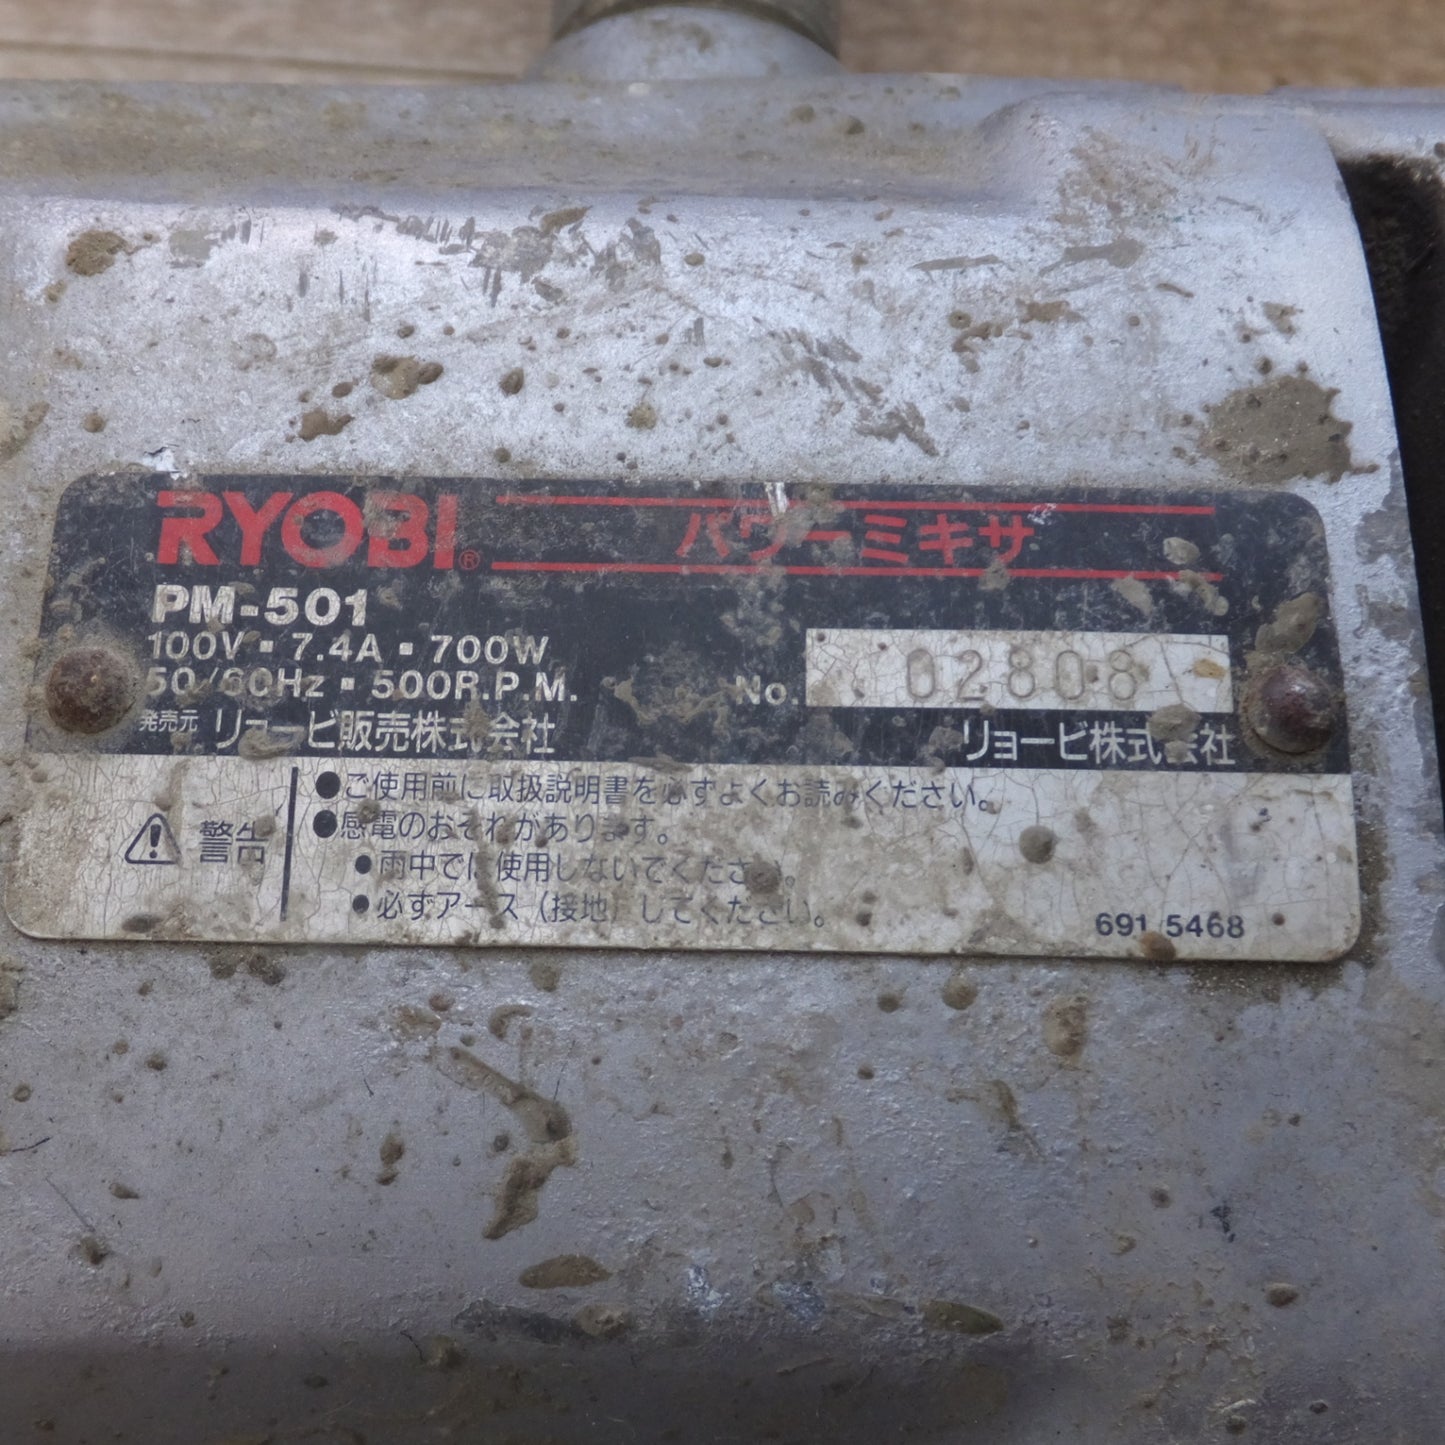 RYOBI® パワーミキサ
PM-501
100V・7.4A・700W
50/60Hz・500R.P.M.
No. 02808
発売元 リョービ販売株式会社
リョービ株式会社
⚠ 警告
●ご使用前に取扱説明書を必ずよくお読みください。
●感電のおそれがあります。
●雨中でに使用しないでください。
●必ずアース(接地)してください。
691 5468